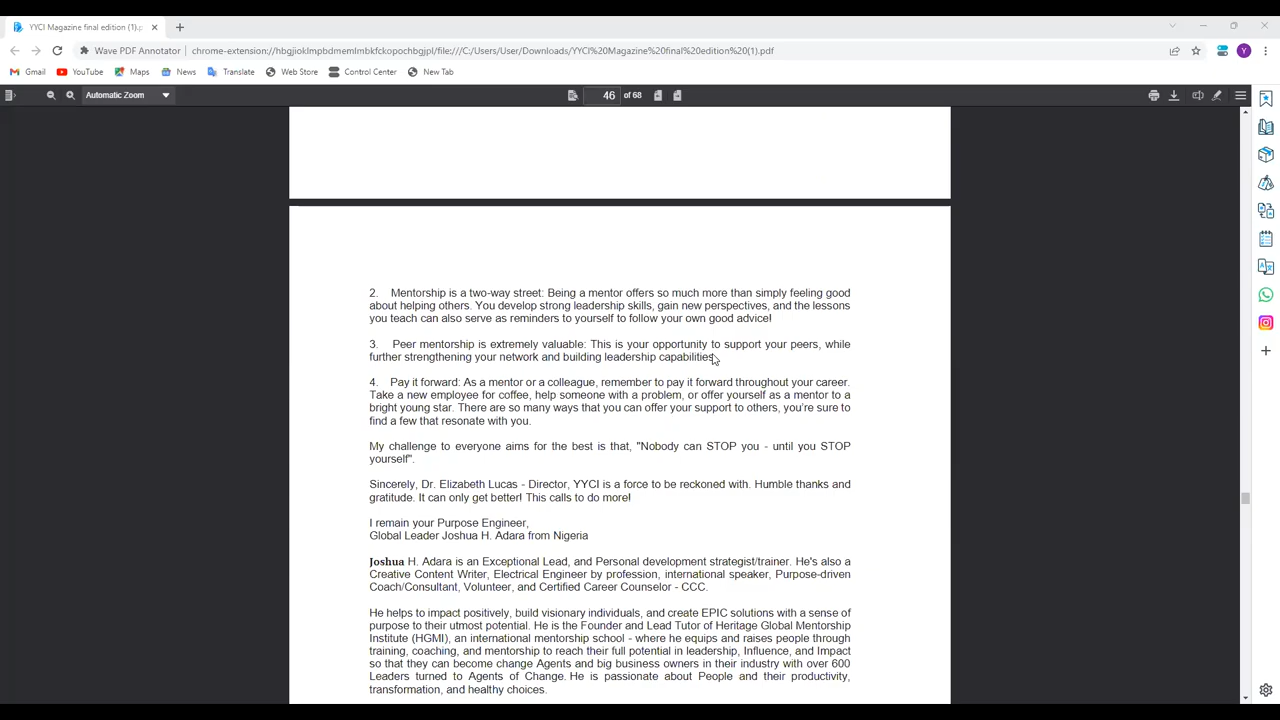 YYCI Magazine final edition (1).p
Wave PDF Annotator
chrome-extension://hbgjioklmpbdmemlmbkfckopochbgjpl/file:///C:/Users/User/Downloads/YYCI%20Magazine%20final%20edition%20(1).pdf
Y
Gmail YouTube Maps News Translate Web Store Control Center New Tab
Automatic Zoom 46 of 68
2. Mentorship is a two-way street: Being a mentor offers so much more than simply feeling good
about helping others. You develop strong leadership skills, gain new perspectives, and the lessons
you teach can also serve as reminders to yourself to follow your own good advice!
3. Peer mentorship is extremely valuable: This is your opportunity to support your peers, while
further strengthening your network and building leadership capabilities.
4. Pay it forward: As a mentor or a colleague, remember to pay it forward throughout your career.
Take a new employee for coffee, help someone with a problem, or offer yourself as a mentor to a
bright young star. There are so many ways that you can offer your support to others, you're sure to
find a few that resonate with you.
My challenge to everyone aims for the best is that, "Nobody can STOP you - until you STOP
yourself".
Sincerely, Dr. Elizabeth Lucas - Director, YYCI is a force to be reckoned with. Humble thanks and
gratitude. It can only get better! This calls to do more!
I remain your Purpose Engineer,
Global Leader Joshua H. Adara from Nigeria
Joshua H. Adara is an Exceptional Lead, and Personal development strategist/trainer. He's also a
Creative Content Writer, Electrical Engineer by profession, international speaker, Purpose-driven
Coach/Consultant, Volunteer, and Certified Career Counselor - CCC.
He helps to impact positively, build visionary individuals, and create EPIC solutions with a sense of
purpose to their utmost potential. He is the Founder and Lead Tutor of Heritage Global Mentorship
Institute (HGMI), an international mentorship school - where he equips and raises people through
training, coaching, and mentorship to reach their full potential in leadership, Influence, and Impact
so that they can become change Agents and big business owners in their industry with over 600
Leaders turned to Agents of Change. He is passionate about People and their productivity,
transformation, and healthy choices.